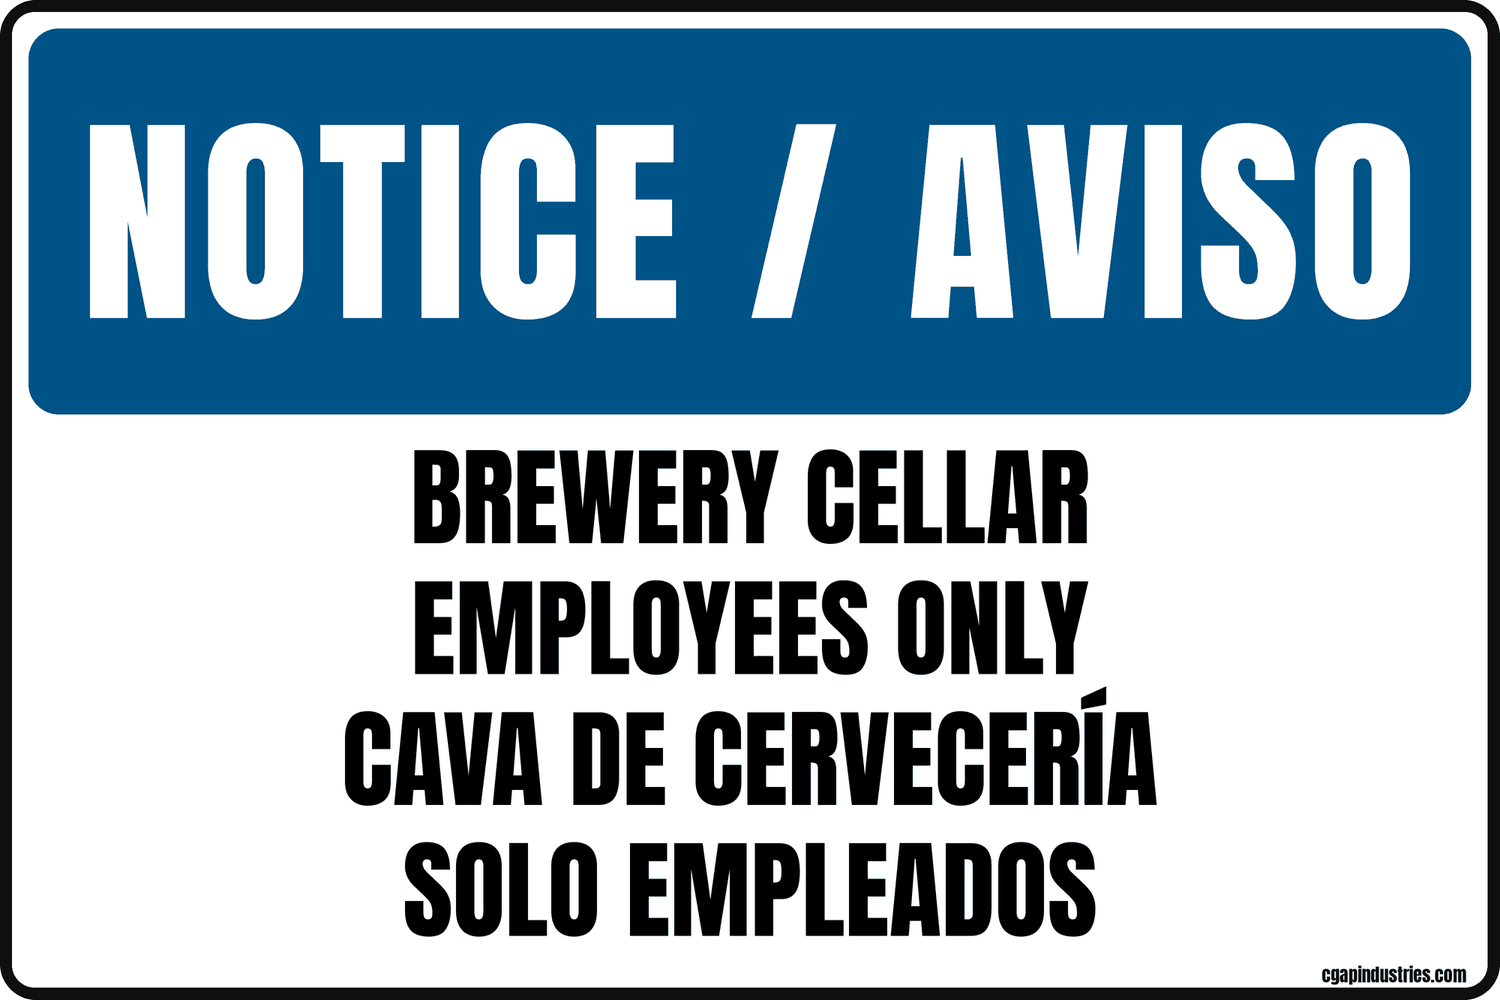 NOTICE / AVISO
BREWERY CELLAR
EMPLOYEES ONLY
CAVA DE CERVECERÍA
SOLO EMPLEADOS
cgapindustries.com